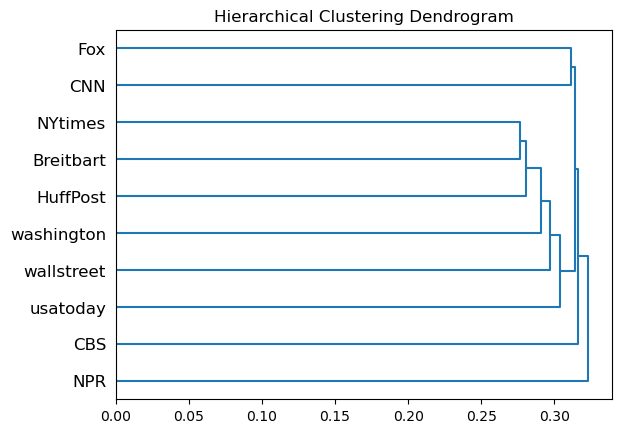 Hierarchical Clustering Dendrogram
Fox
CNN
NYtimes
Breitbart
HuffPost
washington
wallstreet
usatoday
CBS
NPR
0.00 0.05 0.10 0.15 0.20 0.25 0.30